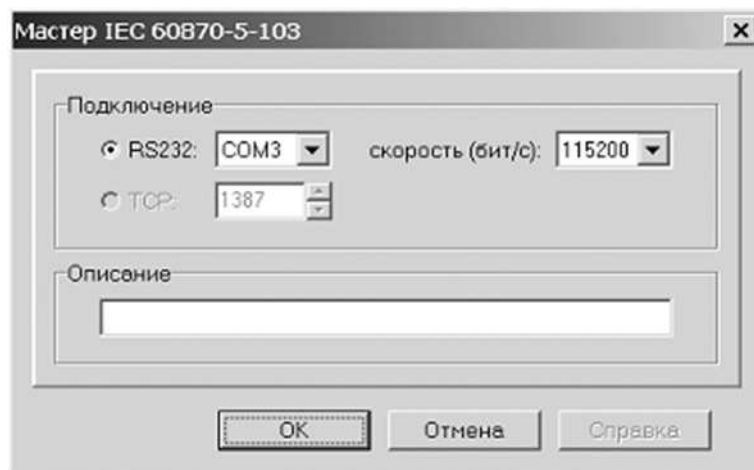 Мастер IEC 60870-5-103
Подключение
RS232: COM3 скорость (бит/с): 115200
TCP: 1387
Описание
OK Отмена Справка